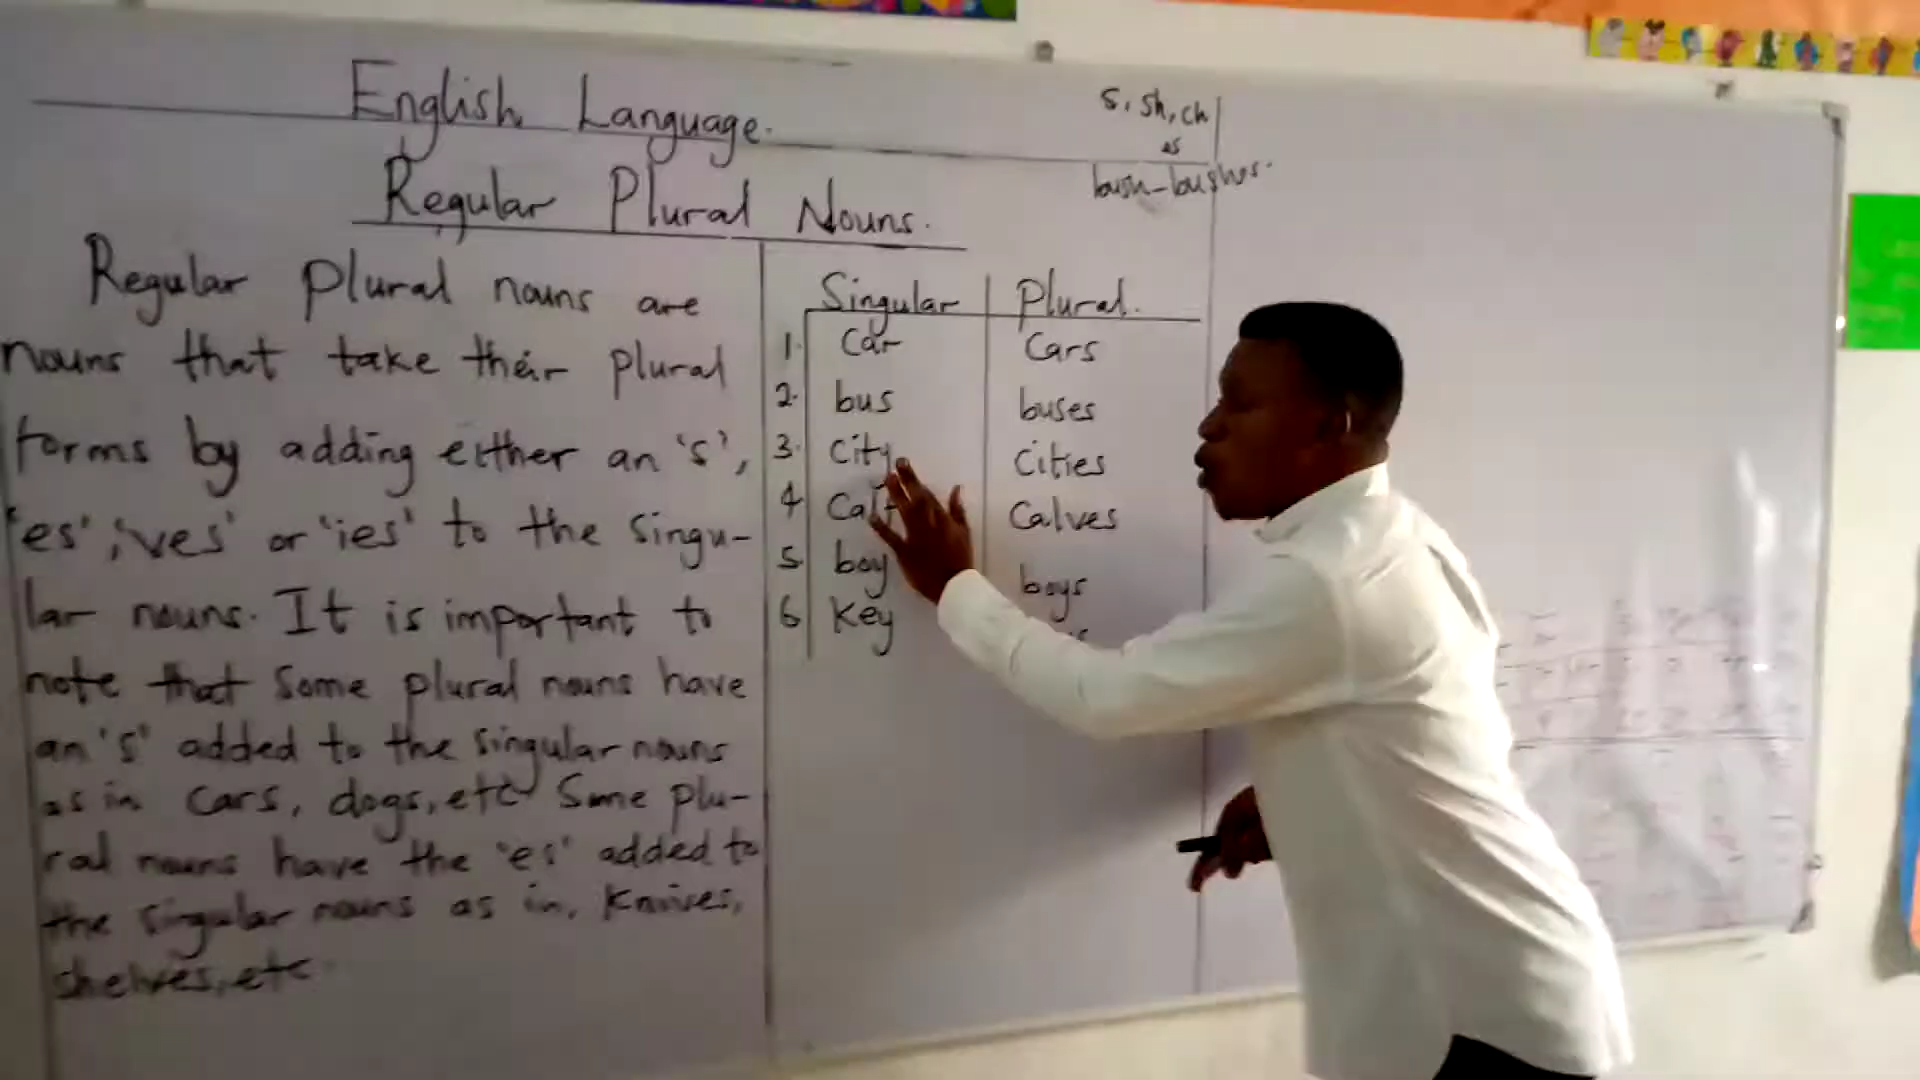 English Language.
s, sh, ch
es
bush-bushes.
Regular Plural Nouns.
Regular plural nouns are
nouns that take their plural
forms by adding either an 's',
'es', 'ves' or 'ies' to the singu-
lar nouns. It is important to
note that some plural nouns have
an 's' added to the singular nouns
as in cars, dogs, etc Some plu-
ral nouns have the 'es' added to
the singular nouns as in, knives,
shelves, etc
Singular Plural.
1. Car Cars
2. bus buses
3. City Cities
4 Calf Calves
5 boy boys
6 Key